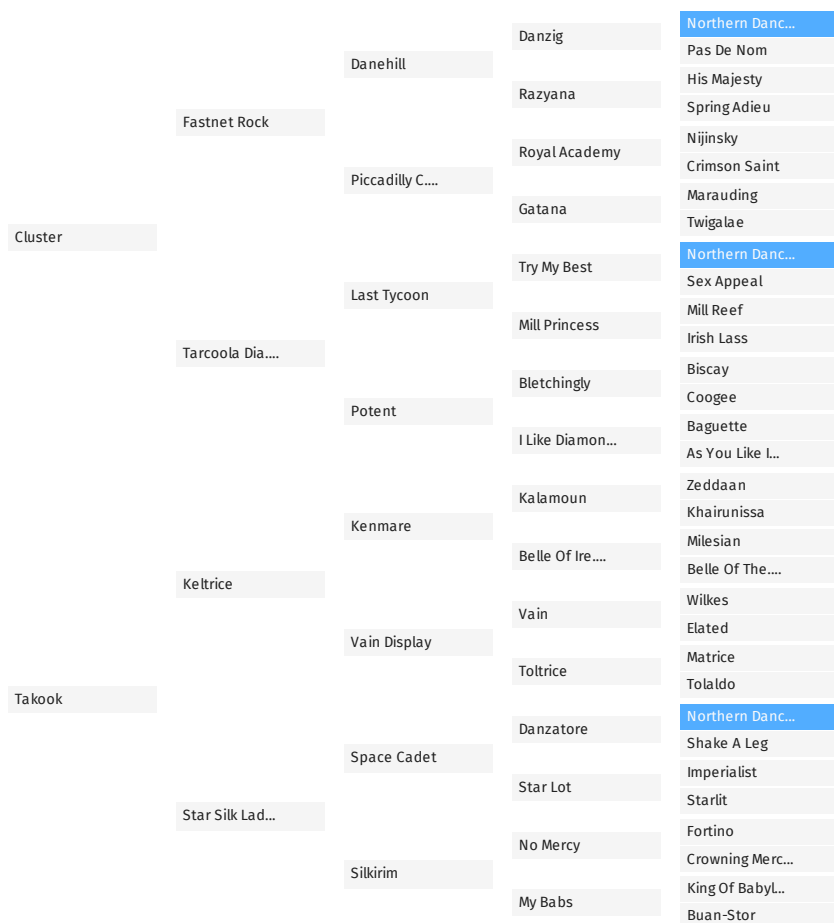 Cluster
Takook
Fastnet Rock
Tarcoola Dia....
Keltrice
Star Silk Lad...
Danehill
Piccadilly C....
Last Tycoon
Potent
Kenmare
Vain Display
Space Cadet
Silkirim
Danzig
Razyana
Royal Academy
Gatana
Try My Best
Mill Princess
Bletchingly
I Like Diamon...
Kalamoun
Belle Of Ire....
Vain
Toltrice
Danzatore
Star Lot
No Mercy
My Babs
Northern Danc...
Pas De Nom
His Majesty
Spring Adieu
Nijinsky
Crimson Saint
Marauding
Twigalae
Northern Danc...
Sex Appeal
Mill Reef
Irish Lass
Biscay
Coogee
Baguette
As You Like I...
Zeddaan
Khairunissa
Milesian
Belle Of The....
Wilkes
Elated
Matrice
Tolaldo
Northern Danc...
Shake A Leg
Imperialist
Starlit
Fortino
Crowning Merc...
King Of Babyl...
Buan-Stor